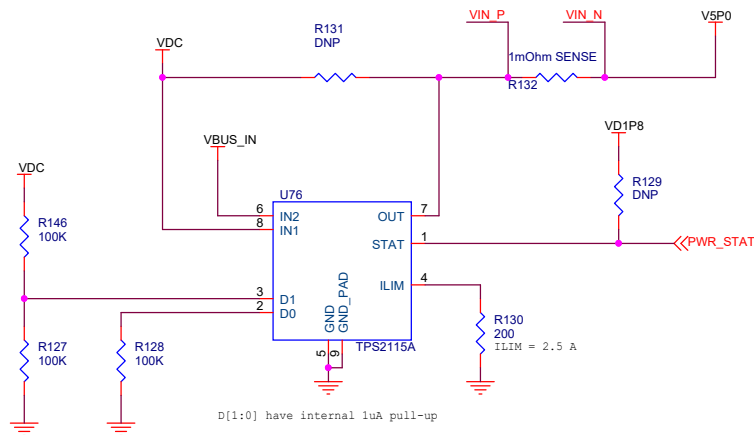 VIN_P
VIN_N
V5P0
R131
DNP
VDC
1mOhm SENSE
R132
VBUS_IN
VD1P8
VDC
U76
R129
DNP
R146
100K
6
IN2
OUT
7
8
IN1
STAT
1
PWR_STAT
ILIM
4
3
D1
2
D0
GND
GND_PAD
R130
200
ILIM = 2.5 A
R127
100K
R128
100K
5
9
TPS2115A
D[1:0] have internal 1uA pull-up